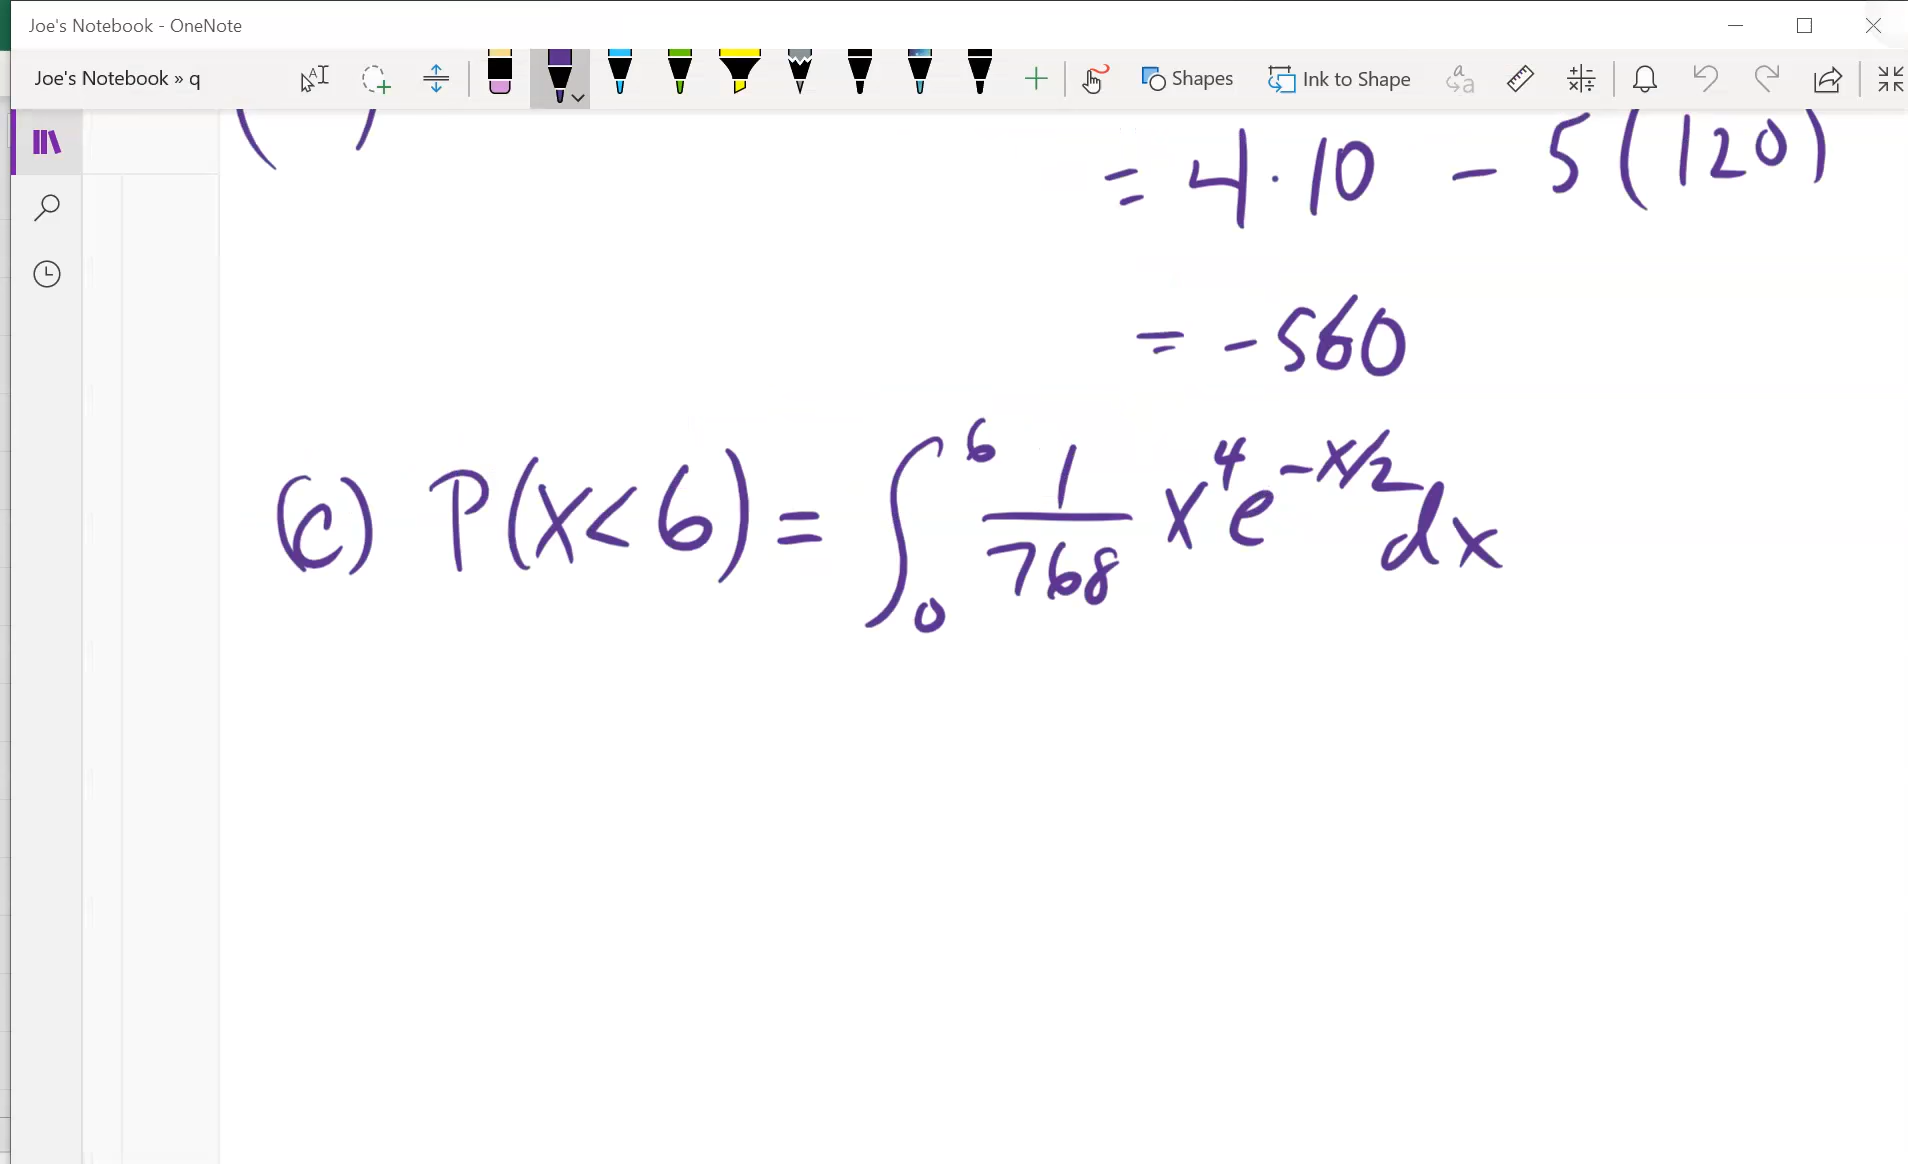 Joe's Notebook - OneNote
Joe's Notebook » q
Shapes
Ink to Shape
= 4 · 10 - 5 (120)
= - 560
(c) P(X<6) = ∫₀⁶ 1/768 x⁴ e^(-x/2) dx